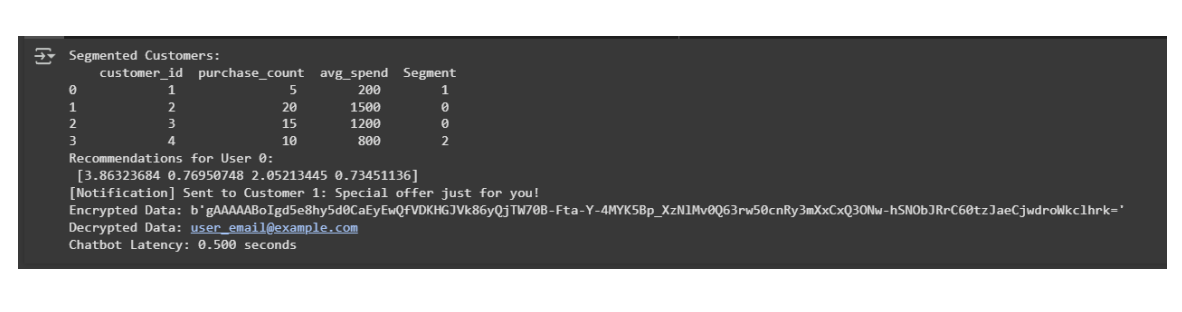 Segmented Customers:
customer_id purchase_count avg_spend Segment
0 1 5 200 1
1 2 20 1500 0
2 3 15 1200 0
3 4 10 800 2
Recommendations for User 0:
[3.86323684 0.76950748 2.05213445 0.73451136]
[Notification] Sent to Customer 1: Special offer just for you!
Encrypted Data: b'gAAAAABoIgd5e8hy5d0CaEyEwQfVDKHGJVk86yQjTW70B-Fta-Y-4MYK5Bp_XzNlMv0Q63rw50cnRy3mXxCxQ3ONw-hSNObJRrC60tzJaeCjwdroWkclhrk='
Decrypted Data: user_email@example.com
Chatbot Latency: 0.500 seconds